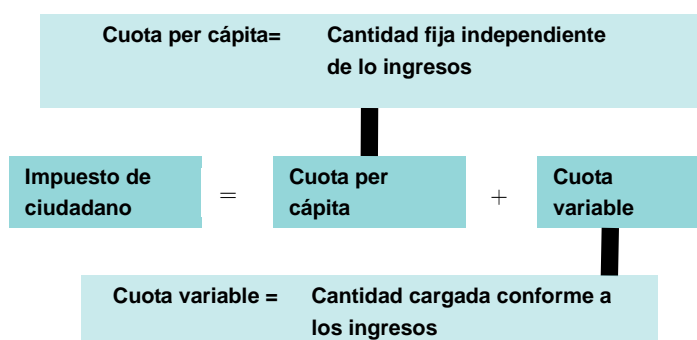 Cuota per cápita= Cantidad fija independiente
de lo ingresos
Impuesto de
ciudadano
=
Cuota per
cápita
+
Cuota
variable
Cuota variable = Cantidad cargada conforme a
los ingresos